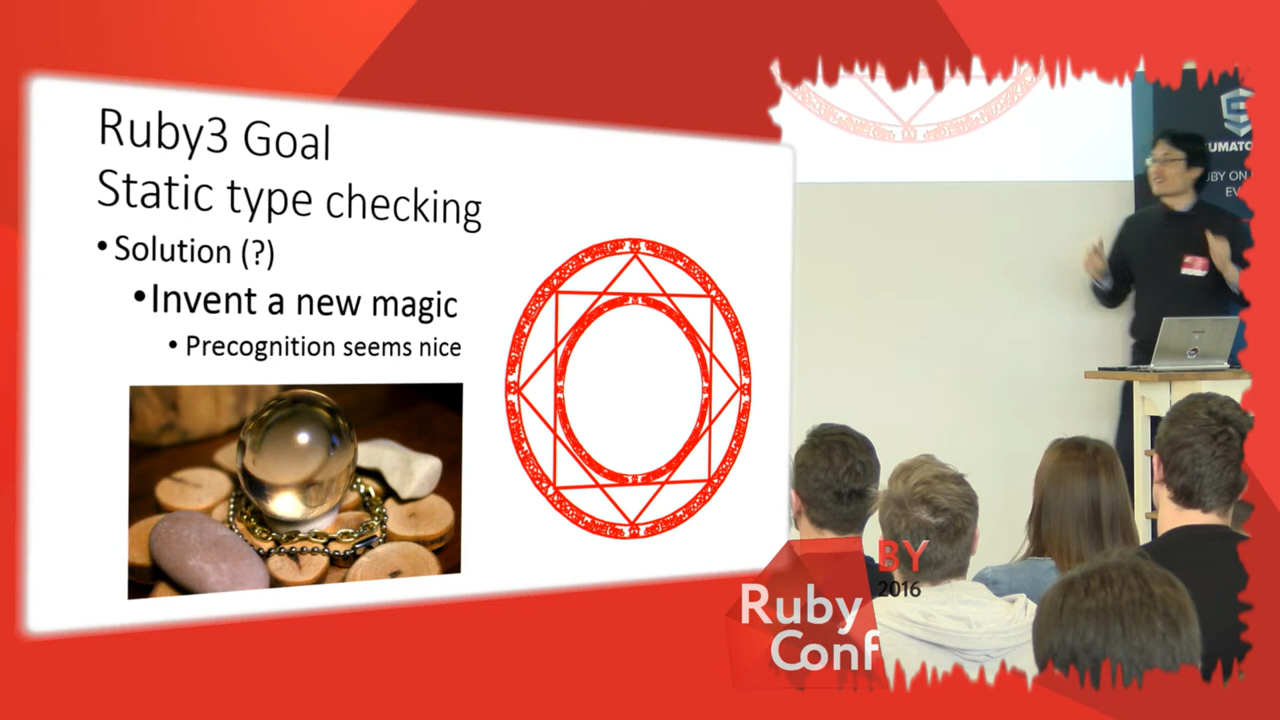 Ruby3 Goal
Static type checking
• Solution (?)
• Invent a new magic
• Precognition seems nice
BY
2016
Ruby
Conf